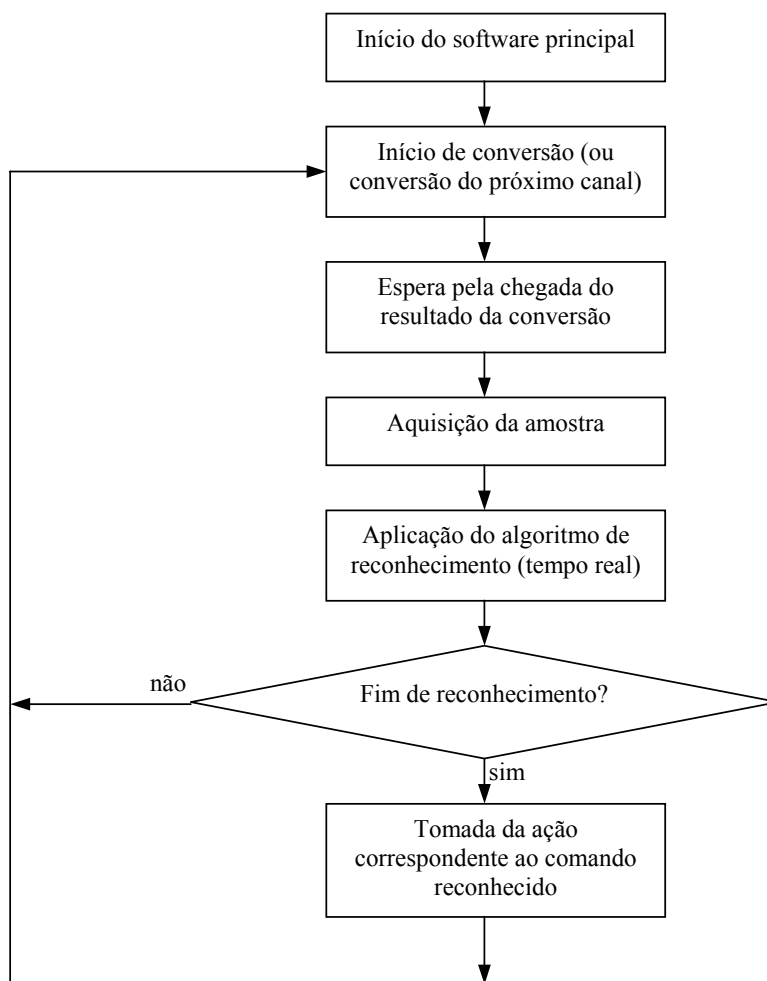 Início do software principal
Início de conversão (ou
conversão do próximo canal)
Espera pela chegada do
resultado da conversão
Aquisição da amostra
Aplicação do algoritmo de
reconhecimento (tempo real)
não
Fim de reconhecimento?
sim
Tomada da ação
correspondente ao comando
reconhecido